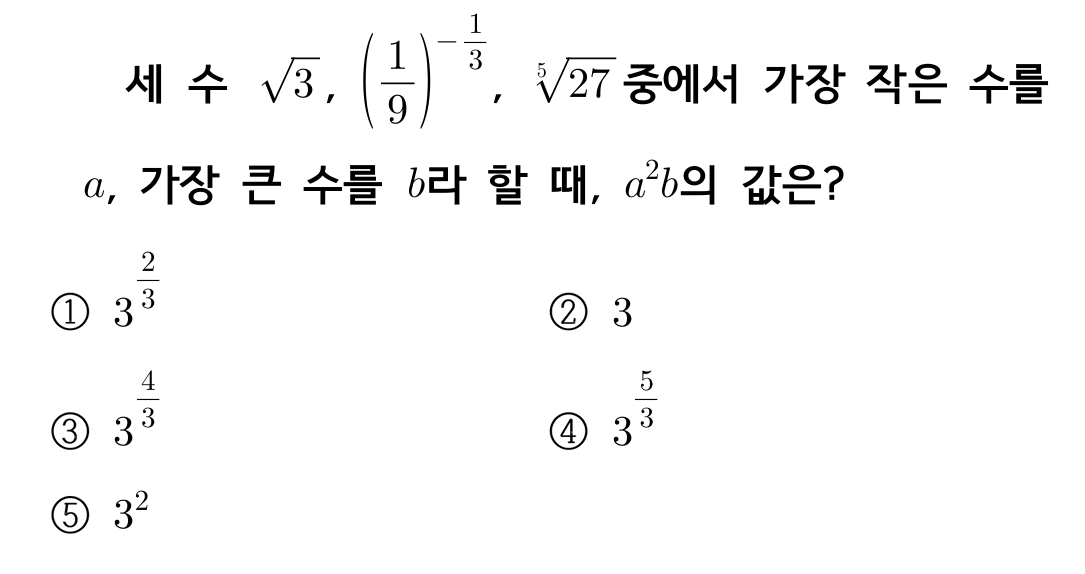 세 수 $\sqrt{3}$, $\left(\frac{1}{9}\right)^{-\frac{1}{3}}$, $\sqrt[5]{27}$ 중에서 가장 작은 수를
$a$, 가장 큰 수를 $b$라 할 때, $a^2b$의 값은?
① $3^{\frac{2}{3}}$ ② $3$
③ $3^{\frac{4}{3}}$ ④ $3^{\frac{5}{3}}$
⑤ $3^2$